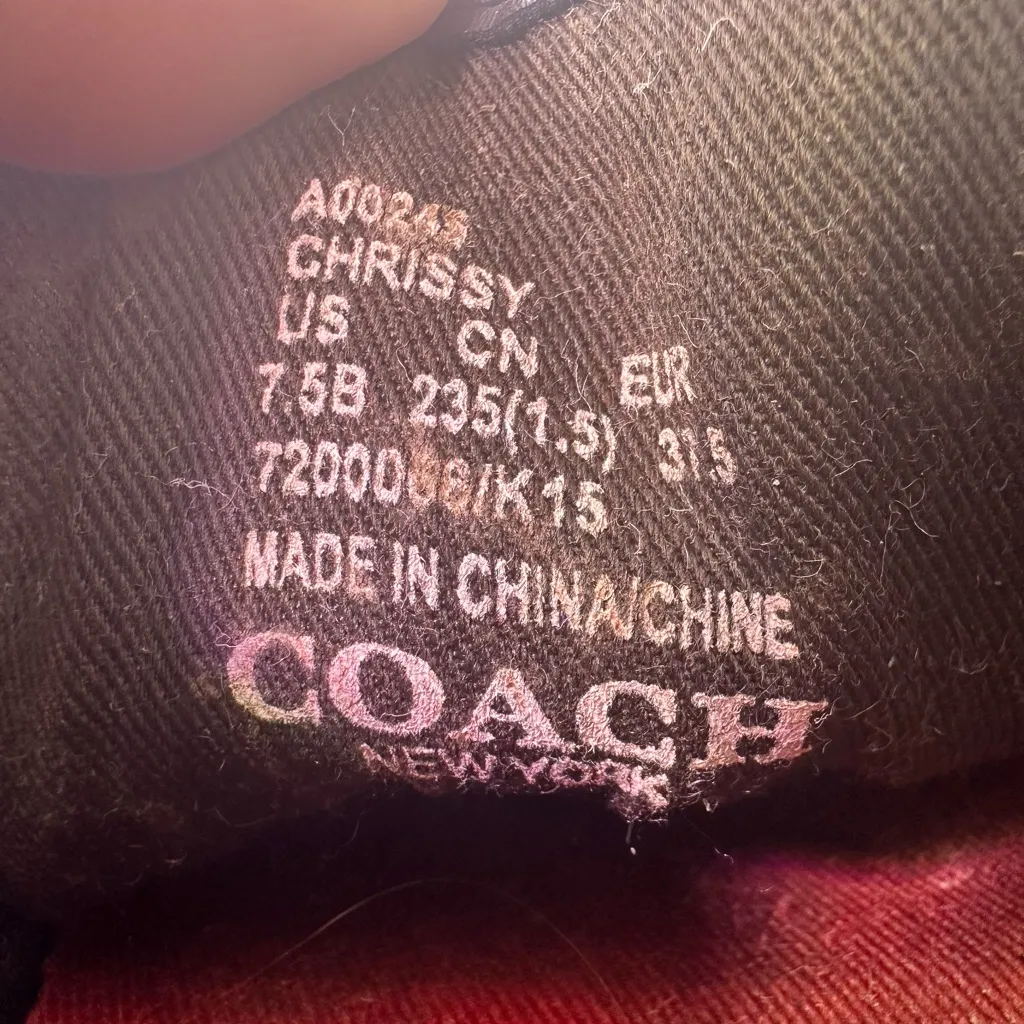 CHRISSY
US CN EUR
7.5B 235(1.5)
MADE IN CHINA/CHINE
COACH
NEW YORK